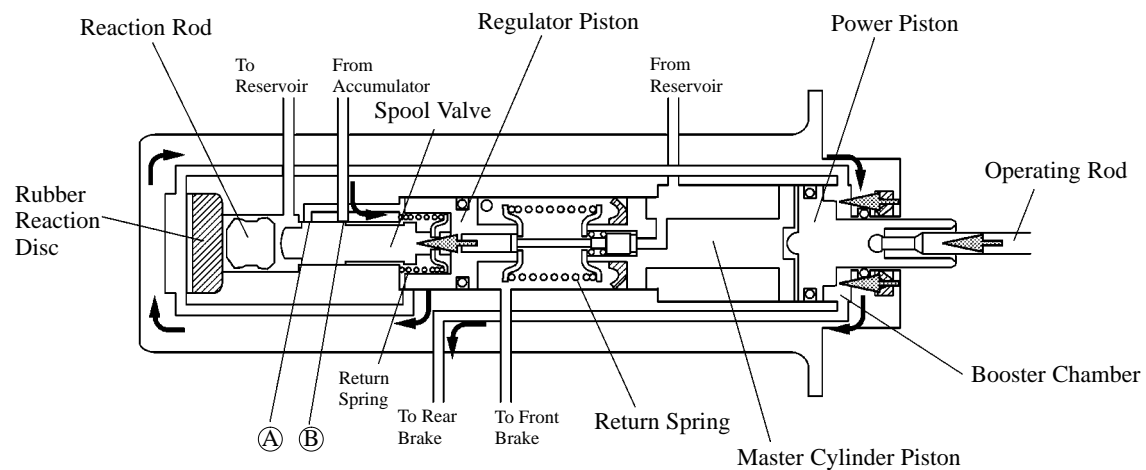 Reaction Rod
To
Reservoir
From
Accumulator
Spool Valve
Regulator Piston
From
Reservoir
Power Piston
Operating Rod
Rubber
Reaction
Disc
A
B
Return
Spring
To Rear
Brake
To Front
Brake
Return Spring
Master Cylinder Piston
Booster Chamber